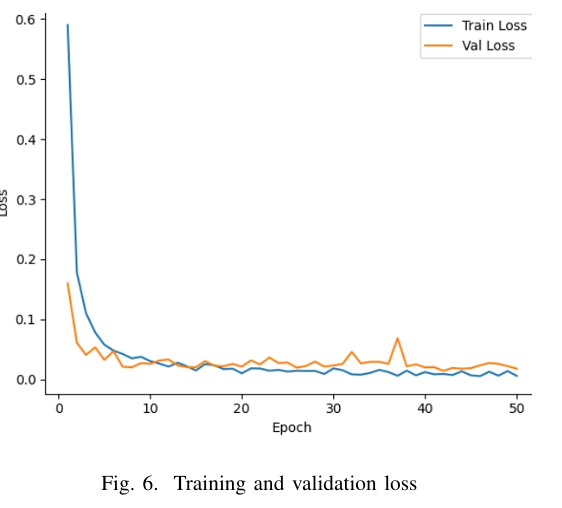 0.6
Train Loss
Val Loss
0.5
0.4
0.3
Loss
0.2
0.1
0.0
0 10 20 30 40 50
Epoch
Fig. 6. Training and validation loss